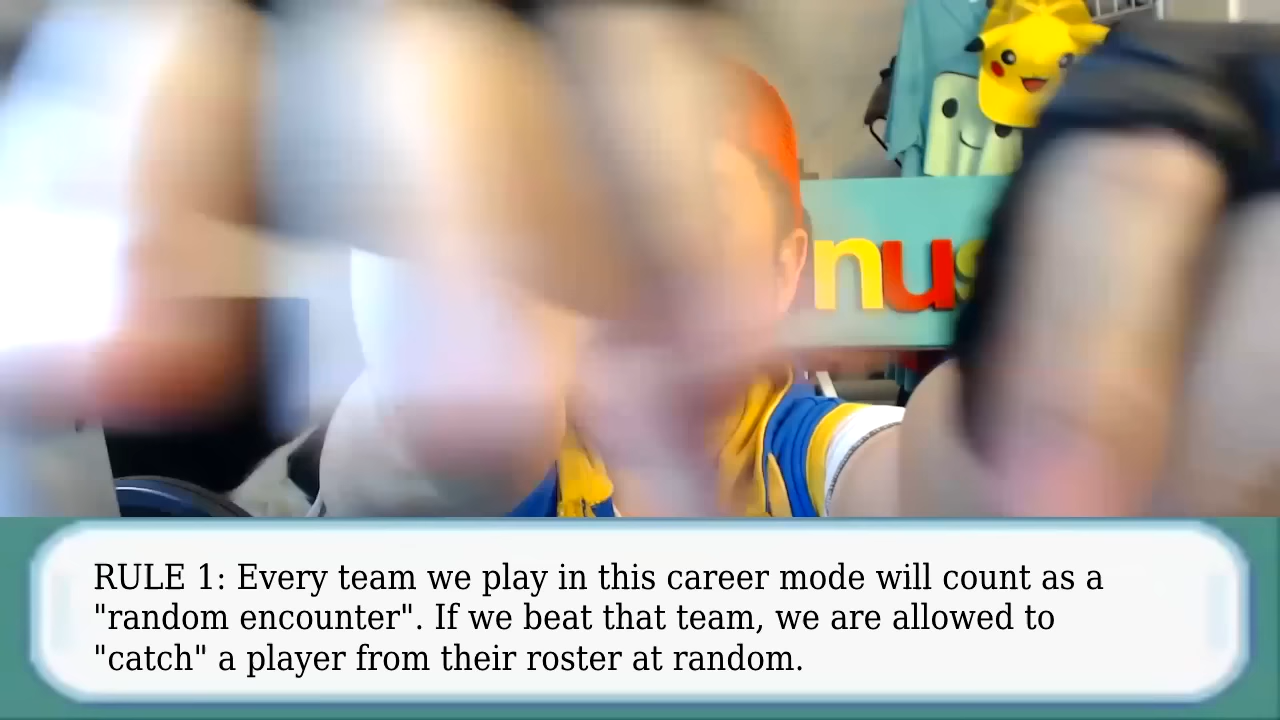 nus
RULE 1: Every team we play in this career mode will count as a
"random encounter". If we beat that team, we are allowed to
"catch" a player from their roster at random.